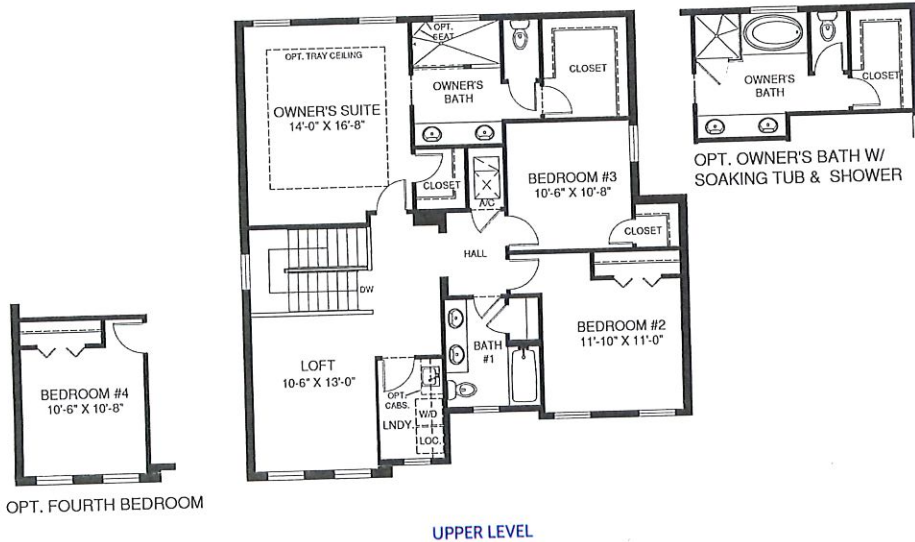 OPT. TRAY CEILING
OWNER'S SUITE
14'-0" X 16'-8"
OPT.
SEAT
OWNER'S
BATH
CLOSET
CLOSET
A/C
BEDROOM #3
10'-6" X 10'-8"
CLOSET
HALL
DW
LOFT
10-6" X 13'-0"
OPT.
CABS.
LNDY.
W/D
LOC.
BATH
#1
BEDROOM #2
11'-10" X 11'-0"
OWNER'S
BATH
CLOSET
OPT. OWNER'S BATH W/
SOAKING TUB & SHOWER
BEDROOM #4
10'-6" X 10'-8"
OPT. FOURTH BEDROOM
UPPER LEVEL